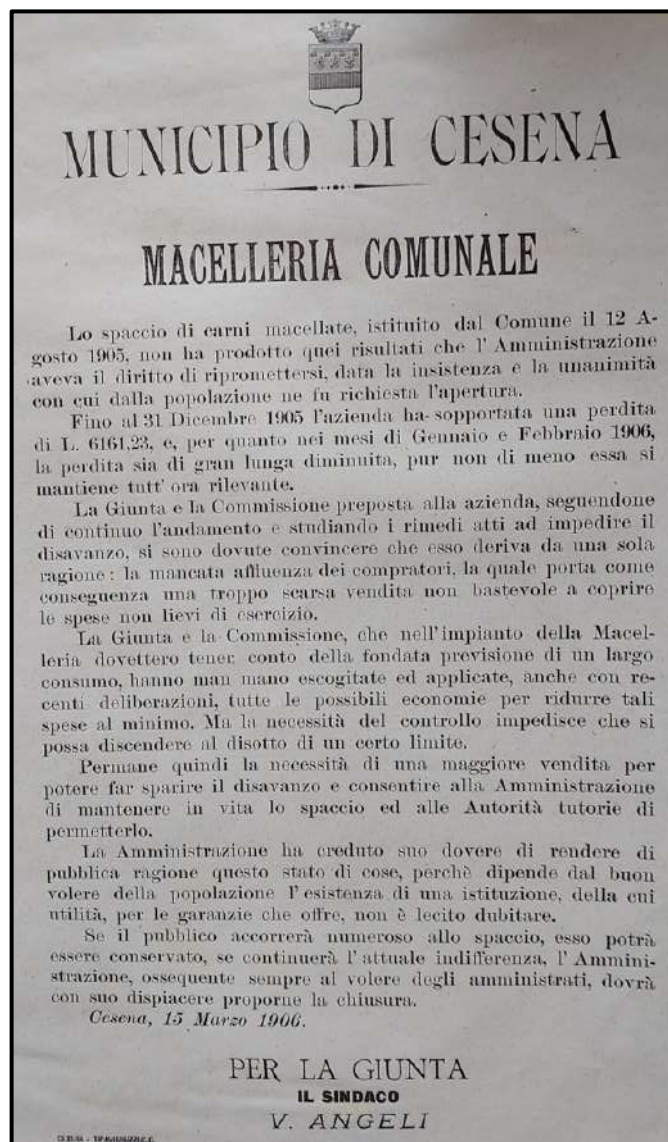 MUNICIPIO DI CESENA
MACELLERIA COMUNALE
Lo spaccio di carni macellate, istituito dal Comune il 12 A-
gosto 1905, non ha prodotto quei risultati che l'Amministrazione
aveva il diritto di ripromettersi, data la insistenza e la unanimità
con cui dalla popolazione ne fu richiesta l'apertura.
Fino al 31 Dicembre 1905 l'azienda ha sopportata una perdita
di L. 6161,23, e, per quanto nei mesi di Gennaio e Febbraio 1906,
la perdita sia di gran lunga diminuita, pur non di meno essa si
mantiene tutt'ora rilevante.
La Giunta e la Commissione preposta alla azienda, seguendone
di continuo l'andamento e studiando i rimedi atti ad impedire il
disavanzo, si sono dovute convincere che esso deriva da una sola
ragione: la mancata affluenza dei compratori, la quale porta come
conseguenza una troppo scarsa vendita non bastevole a coprire
le spese non lievi di esercizio.
La Giunta e la Commissione, che nell'impianto della Macel-
leria dovettero tener conto della fondata previsione di un largo
consumo, hanno man mano escogitate ed applicate, anche con re-
centi deliberazioni, tutte le possibili economie per ridurre tali
spese al minimo. Ma la necessità del controllo impedisce che si
possa discendere al disotto di un certo limite.
Permane quindi la necessità di una maggiore vendita per
potere far sparire il disavanzo e consentire alla Amministrazione
di mantenere in vita lo spaccio ed alle Autorità tutorie di
permetterlo.
La Amministrazione ha creduto suo dovere di rendere di
pubblica ragione questo stato di cose, perchè dipende dal buon
volere della popolazione l'esistenza di una istituzione, della cui
utilità, per le garanzie che offre, non è lecito dubitare.
Se il pubblico accorrerà numeroso allo spaccio, esso potrà
essere conservato, se continuerà l'attuale indifferenza, l'Ammini-
strazione, ossequente sempre al volere degli amministrati, dovrà
con suo dispiacere proporne la chiusura.
Cesena, 15 Marzo 1906.
PER LA GIUNTA
IL SINDACO
V. ANGELI